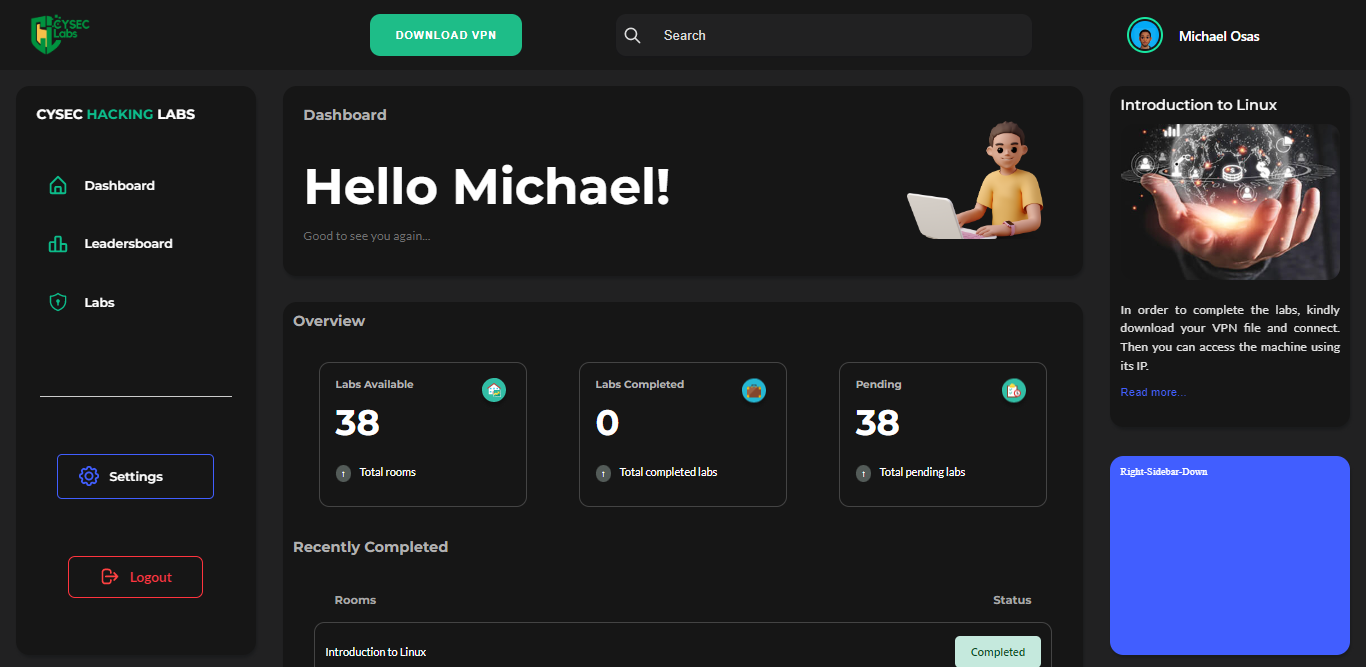 CYSEC
Labs
DOWNLOAD VPN
Search
Michael Osas
CYSEC HACKING LABS
Dashboard
Leadersboard
Labs
Settings
Logout
Dashboard
Hello Michael!
Good to see you again...
Overview
Labs Available
38
Total rooms
Labs Completed
0
Total completed labs
Pending
38
Total pending labs
Recently Completed
Rooms
Status
Introduction to Linux
Completed
Introduction to Linux
In order to complete the labs, kindly
download your VPN file and connect.
Then you can access the machine using
its IP.
Read more...
Right-Sidebar-Down